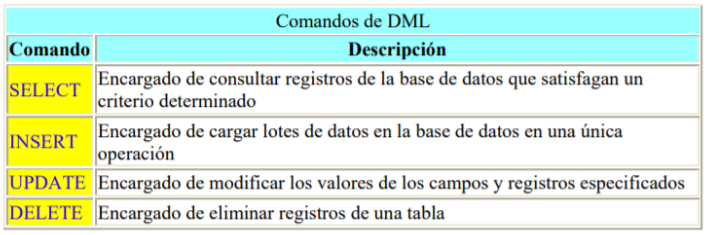 Comandos de DML
Comando Descripción
SELECT Encargado de consultar registros de la base de datos que satisfagan un
criterio determinado
INSERT Encargado de cargar lotes de datos en la base de datos en una única
operación
UPDATE Encargado de modificar los valores de los campos y registros especificados
DELETE Encargado de eliminar registros de una tabla